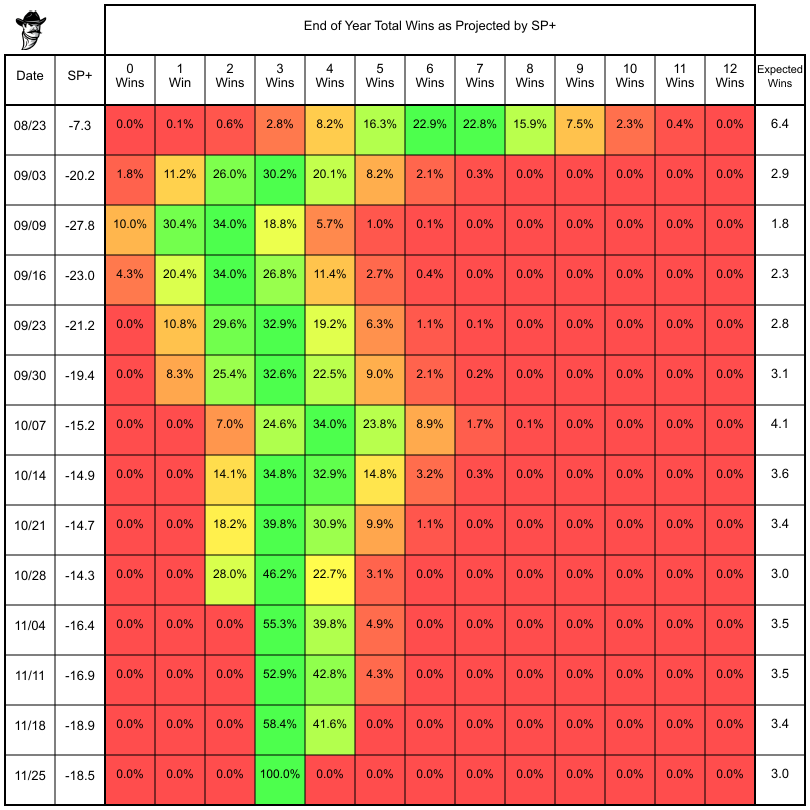 End of Year Total Wins as Projected by SP+
Date SP+ 0 Wins 1 Win 2 Wins 3 Wins 4 Wins 5 Wins 6 Wins 7 Wins 8 Wins 9 Wins 10 Wins 11 Wins 12 Wins Expected Wins
08/23 -7.3 0.0% 0.1% 0.6% 2.8% 8.2% 16.3% 22.9% 22.8% 15.9% 7.5% 2.3% 0.4% 0.0% 6.4
09/03 -20.2 1.8% 11.2% 26.0% 30.2% 20.1% 8.2% 2.1% 0.3% 0.0% 0.0% 0.0% 0.0% 0.0% 2.9
09/09 -27.8 10.0% 30.4% 34.0% 18.8% 5.7% 1.0% 0.1% 0.0% 0.0% 0.0% 0.0% 0.0% 0.0% 1.8
09/16 -23.0 4.3% 20.4% 34.0% 26.8% 11.4% 2.7% 0.4% 0.0% 0.0% 0.0% 0.0% 0.0% 0.0% 2.3
09/23 -21.2 0.0% 10.8% 29.6% 32.9% 19.2% 6.3% 1.1% 0.1% 0.0% 0.0% 0.0% 0.0% 0.0% 2.8
09/30 -19.4 0.0% 8.3% 25.4% 32.6% 22.5% 9.0% 2.1% 0.2% 0.0% 0.0% 0.0% 0.0% 0.0% 3.1
10/07 -15.2 0.0% 0.0% 7.0% 24.6% 34.0% 23.8% 8.9% 1.7% 0.1% 0.0% 0.0% 0.0% 0.0% 4.1
10/14 -14.9 0.0% 0.0% 14.1% 34.8% 32.9% 14.8% 3.2% 0.3% 0.0% 0.0% 0.0% 0.0% 0.0% 3.6
10/21 -14.7 0.0% 0.0% 18.2% 39.8% 30.9% 9.9% 1.1% 0.0% 0.0% 0.0% 0.0% 0.0% 0.0% 3.4
10/28 -14.3 0.0% 0.0% 28.0% 46.2% 22.7% 3.1% 0.0% 0.0% 0.0% 0.0% 0.0% 0.0% 0.0% 3.0
11/04 -16.4 0.0% 0.0% 0.0% 55.3% 39.8% 4.9% 0.0% 0.0% 0.0% 0.0% 0.0% 0.0% 0.0% 3.5
11/11 -16.9 0.0% 0.0% 0.0% 52.9% 42.8% 4.3% 0.0% 0.0% 0.0% 0.0% 0.0% 0.0% 0.0% 3.5
11/18 -18.9 0.0% 0.0% 0.0% 58.4% 41.6% 0.0% 0.0% 0.0% 0.0% 0.0% 0.0% 0.0% 0.0% 3.4
11/25 -18.5 0.0% 0.0% 0.0% 100.0% 0.0% 0.0% 0.0% 0.0% 0.0% 0.0% 0.0% 0.0% 0.0% 3.0